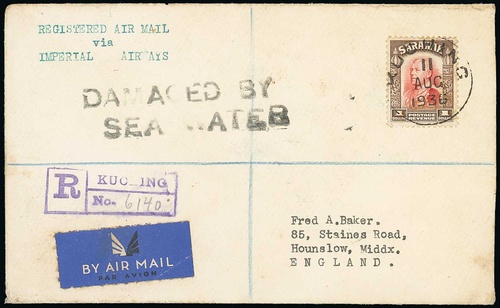 REGISTERED AIR MAIL
via
IMPERIAL AIRWAYS
DAMAGED BY
SEA WATER
SARAWAK
KUCHING
11
AUG
1936
POSTAGE
REVENUE
R
KUCHING
No. 6140
BY AIR MAIL
PAR AVION
Fred A.Baker.
85, Staines Road,
Hounslow, Middx.
ENGLAND.